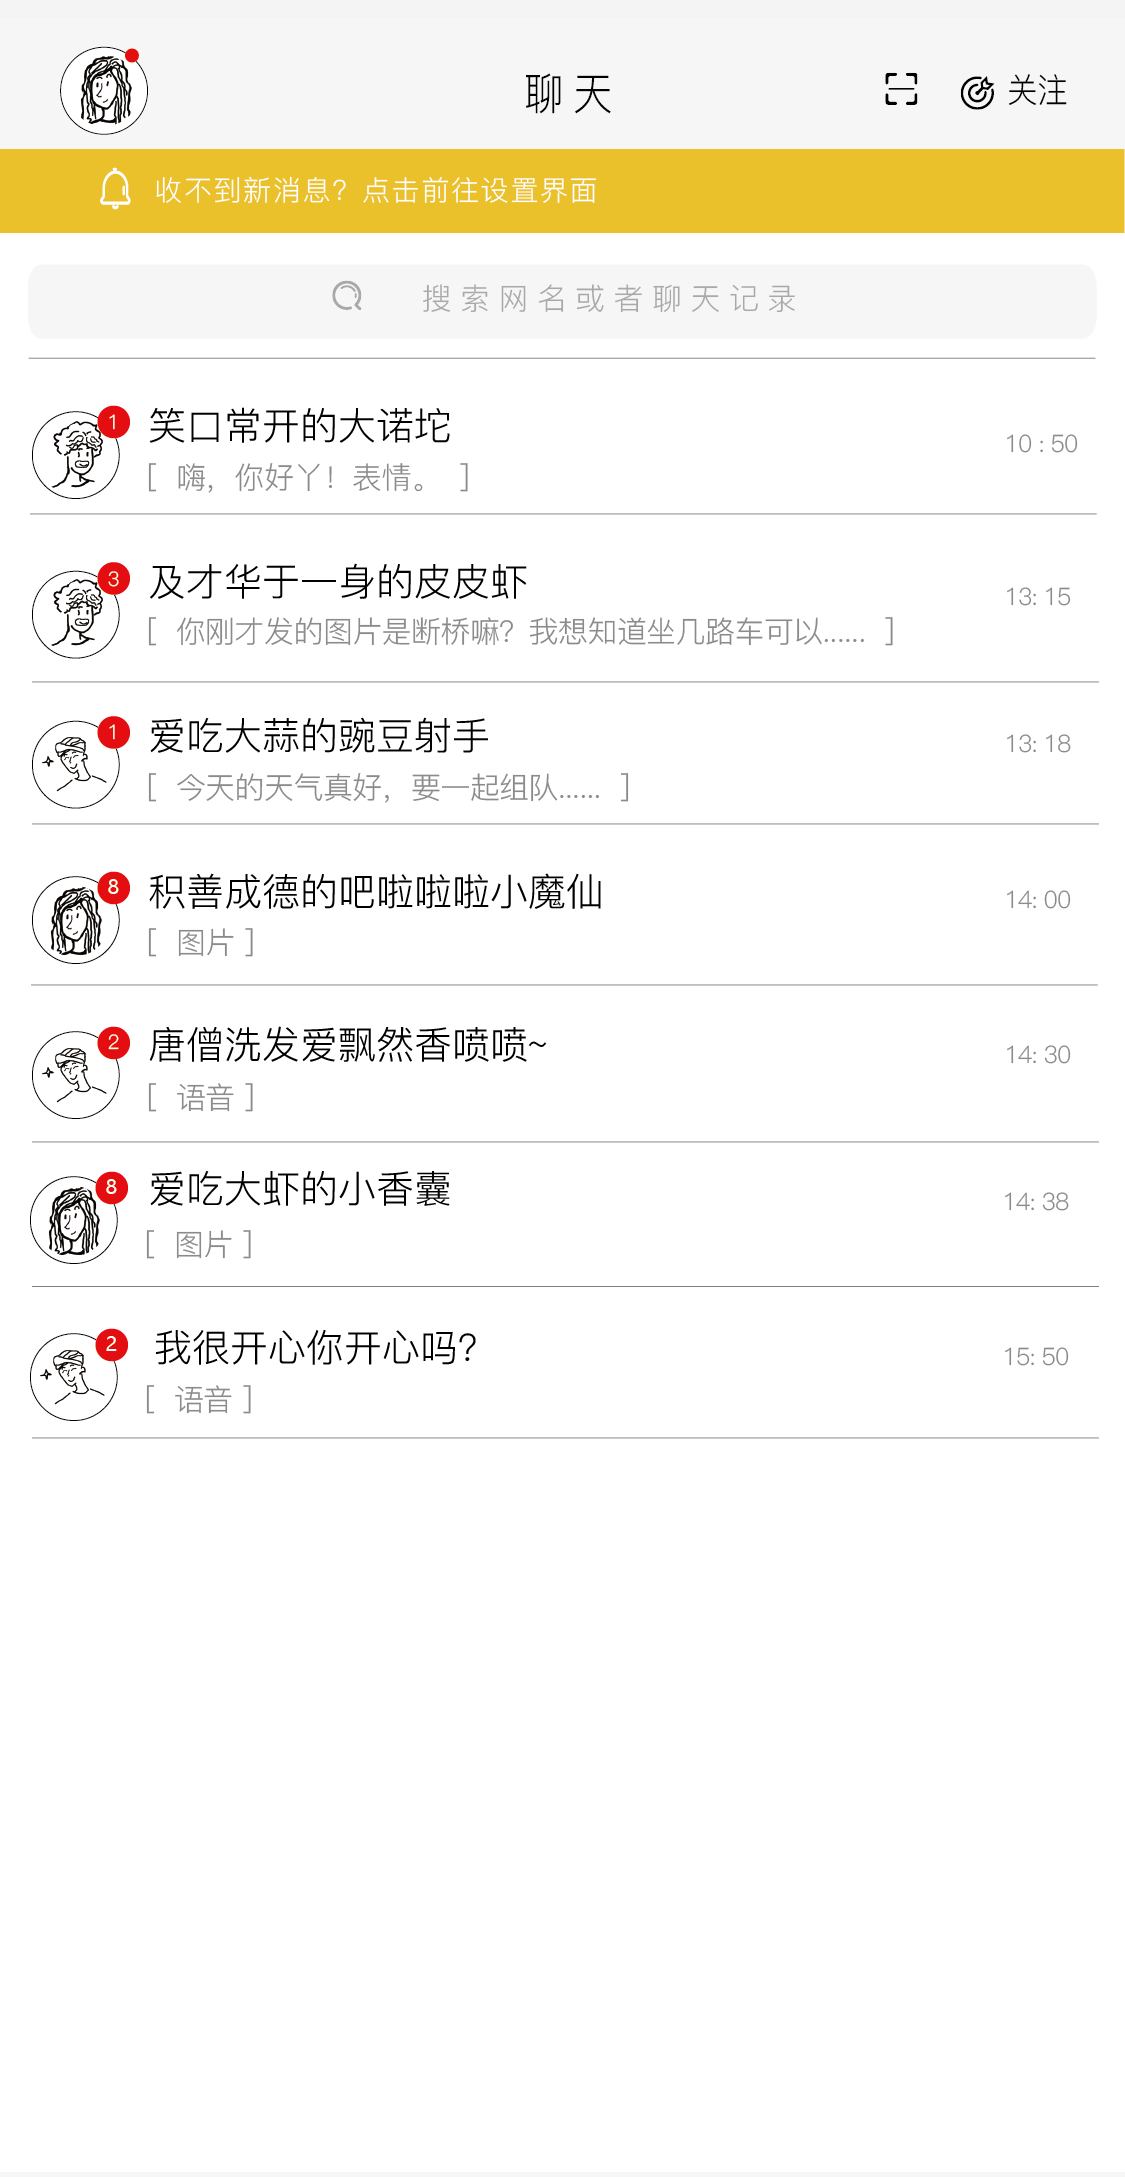 聊天
关注
收不到新消息？点击前往设置界面
搜索网名或者聊天记录
1
笑口常开的大诺坨
10 : 50
[ 嗨，你好丫！表情。 ]
3
及才华于一身的皮皮虾
13: 15
[ 你刚才发的图片是断桥嘛？我想知道坐几路车可以...... ]
1
爱吃大蒜的豌豆射手
13: 18
[ 今天的天气真好，要一起组队...... ]
8
积善成德的吧啦啦啦小魔仙
14: 00
[ 图片 ]
2
唐僧洗发爱飘然香喷喷~
14: 30
[ 语音 ]
8
爱吃大虾的小香囊
14: 38
[ 图片 ]
2
我很开心你开心吗？
15: 50
[ 语音 ]